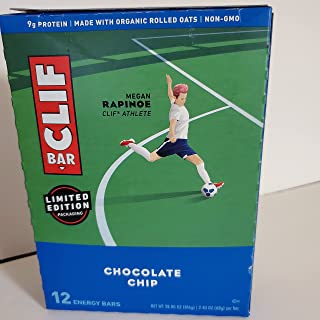 9g PROTEIN | MADE WITH ORGANIC ROLLED OATS | NON-GMO
CLIF
BAR
MEGAN
RAPINOE
CLIF® ATHLETE
LIMITED
EDITION
PACKAGING
CHOCOLATE
CHIP
12 ENERGY BARS